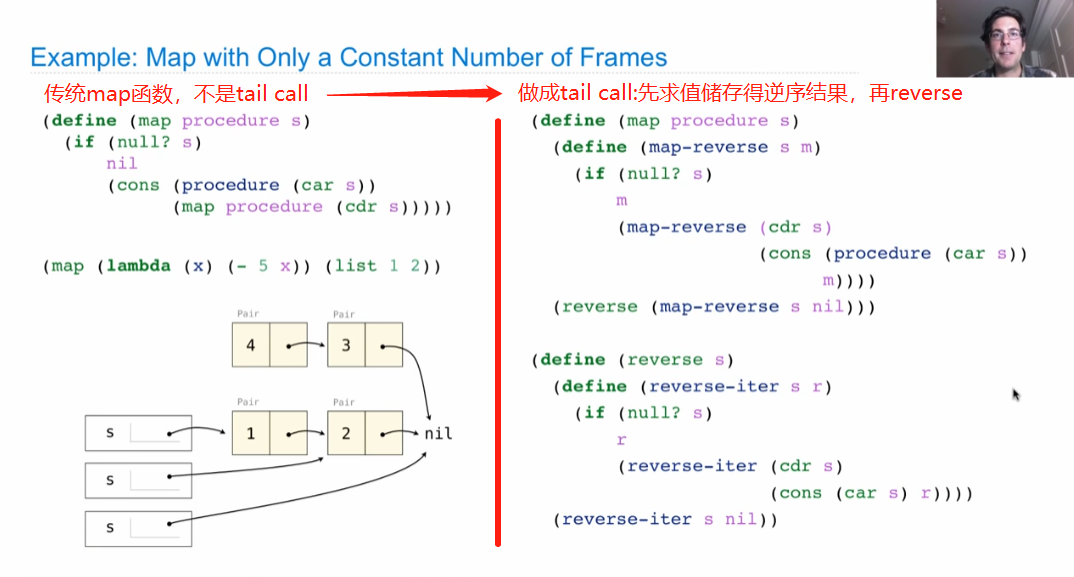 Example: Map with Only a Constant Number of Frames
传统map函数，不是tail call
做成tail call:先求值储存得逆序结果，再reverse
(define (map procedure s)
(if (null? s)
nil
(cons (procedure (car s))
(map procedure (cdr s)))))
(map (lambda (x) (- 5 x)) (list 1 2))
Pair
Pair
4
3
Pair
Pair
s
1
2
nil
s
s
(define (map procedure s)
(define (map-reverse s m)
(if (null? s)
m
(map-reverse (cdr s)
(cons (procedure (car s))
m))))
(reverse (map-reverse s nil)))
(define (reverse s)
(define (reverse-iter s r)
(if (null? s)
r
(reverse-iter (cdr s)
(cons (car s) r))))
(reverse-iter s nil))